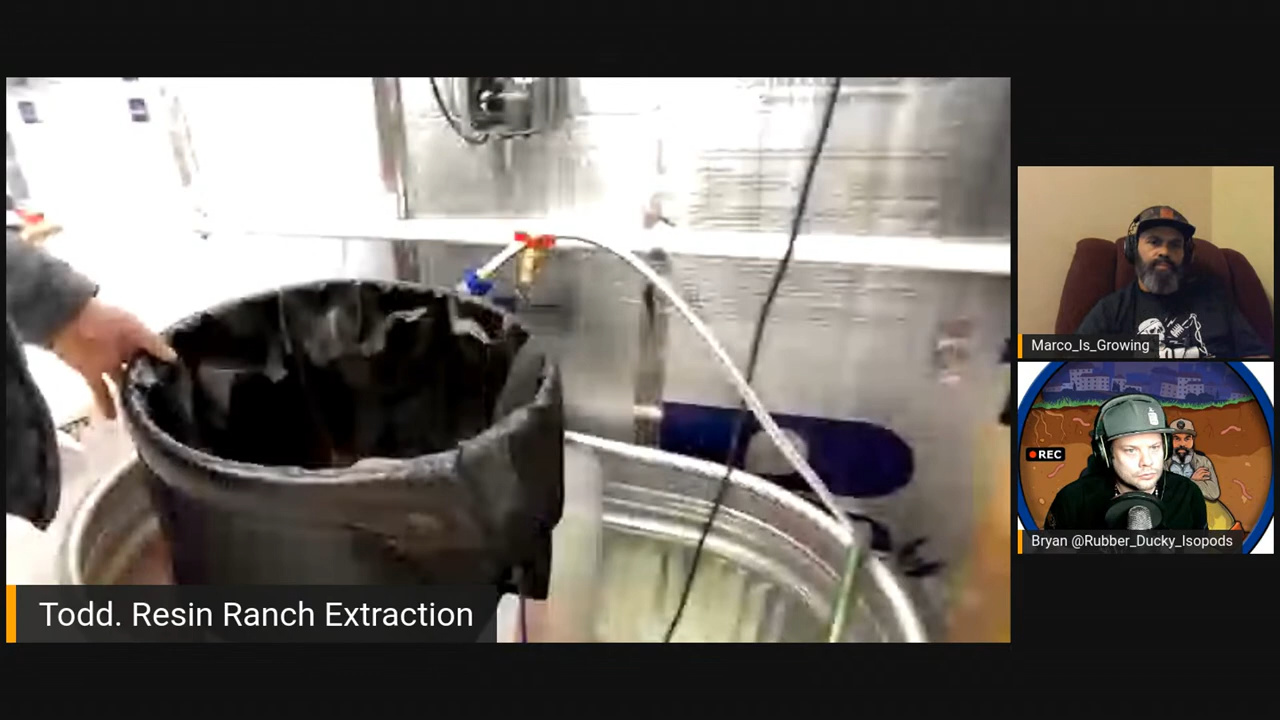 Todd. Resin Ranch Extraction
Marco_Is_Growing
REC
Bryan @Rubber_Ducky_Isopods